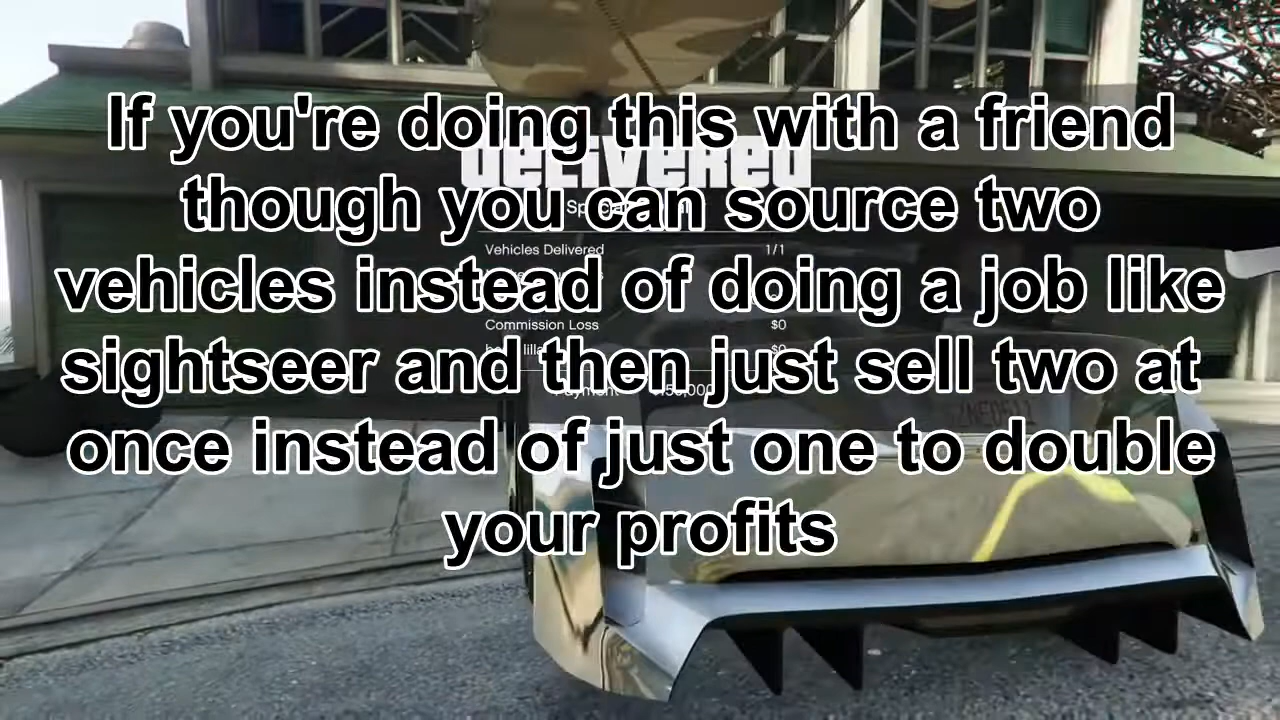 If you're doing this with a friend
DELIVERED
though you can source two
Vehicles Delivered 1/1
vehicles instead of doing a job like
Commission Loss $0
sightseer and then just sell two at
$0
Payment
once instead of just one to double
your profits